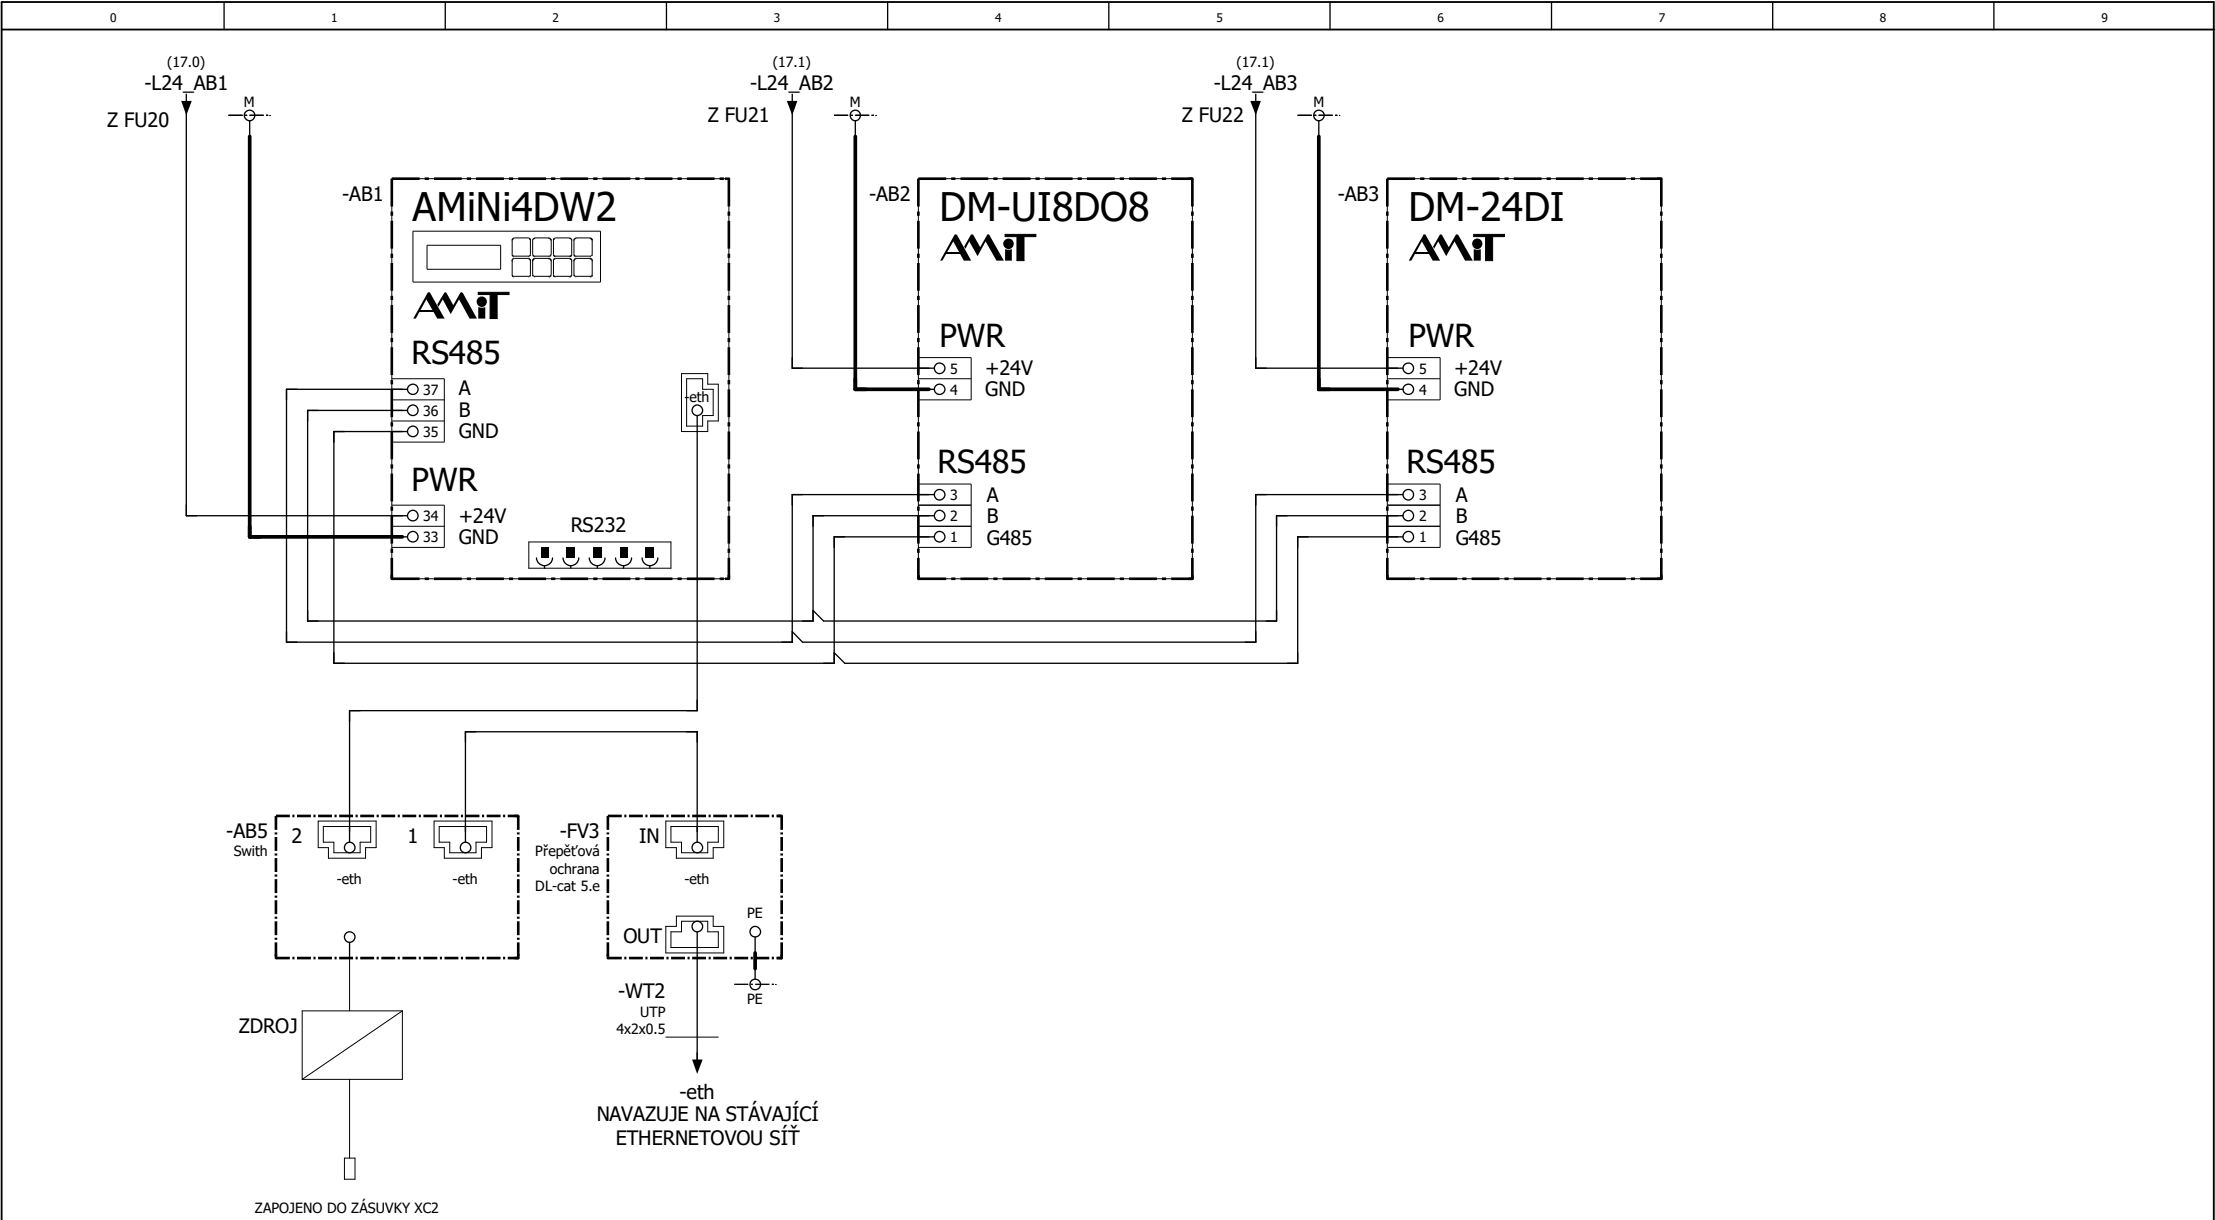 0 1 2 3 4 5 6 7 8 9
(17.0)
-L24_AB1
Z FU20
M
(17.1)
-L24_AB2
Z FU21
M
(17.1)
-L24_AB3
Z FU22
M
-AB1
AMiNi4DW2
AMiT
RS485
37 A
36 B
35 GND
PWR
34 +24V
33 GND
RS232
-eth
-AB2
DM-UI8DO8
AMiT
PWR
5 +24V
4 GND
RS485
3 A
2 B
1 G485
-AB3
DM-24DI
AMiT
PWR
5 +24V
4 GND
RS485
3 A
2 B
1 G485
-AB5
Swith
2
-eth
1
-eth
-FV3
Přepěťová
ochrana
DL-cat 5.e
IN
-eth
OUT
PE
PE
-WT2
UTP
4x2x0.5
-eth
NAVAZUJE NA STÁVAJÍCÍ
ETHERNETOVOU SÍŤ
ZDROJ
ZAPOJENO DO ZÁSUVKY XC2